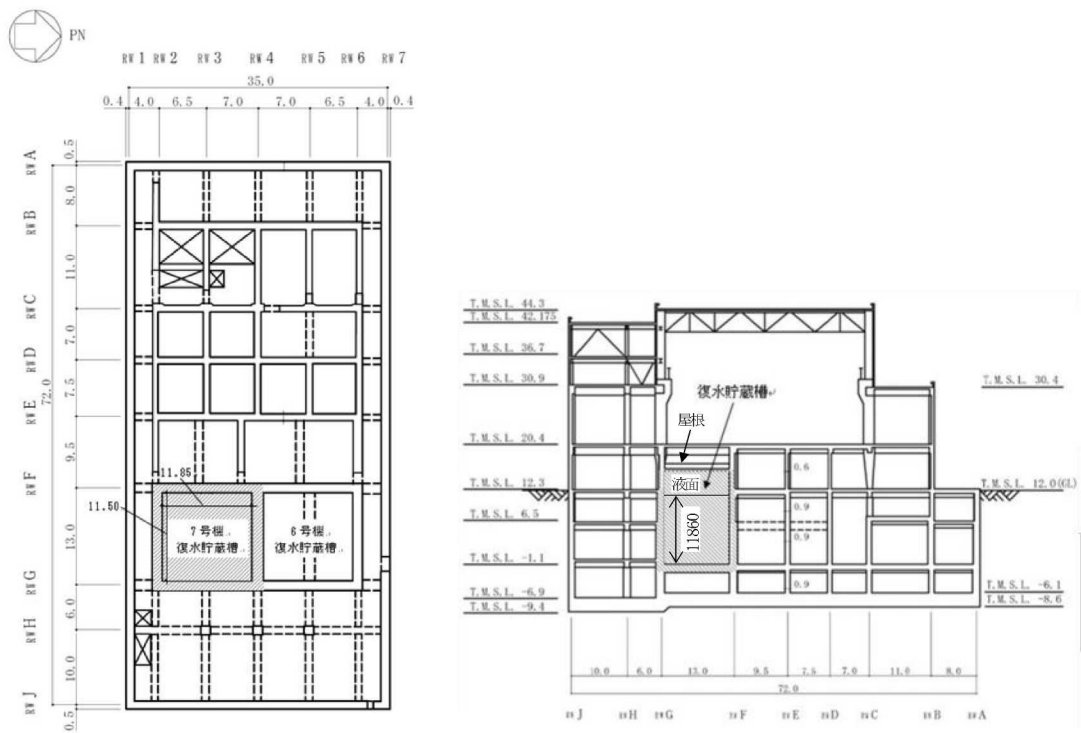 PN
RW 1 RW 2 RW 3 RW 4 RW 5 RW 6 RW 7
35.0
0.4 4.0 6.5 7.0 7.0 6.5 4.0 0.4
RW A
RW B
RW C
RW D
RW E
RW F
RW G
RW H
RW J
72.0
0.5
8.0
11.0
7.0
7.5
9.5
13.0
6.0
10.0
0.5
11.85
11.50
7号機
復水貯蔵槽
6号機
復水貯蔵槽
T.M.S.L. 44.3
T.M.S.L. 42.175
T.M.S.L. 36.7
T.M.S.L. 30.9
T.M.S.L. 20.4
T.M.S.L. 12.3
T.M.S.L. 6.5
T.M.S.L. -1.1
T.M.S.L. -6.9
T.M.S.L. -9.4
復水貯蔵槽
屋根
液面
11860
0.6
0.9
0.9
0.9
T.M.S.L. 30.4
T.M.S.L. 12.0(GL)
T.M.S.L. -6.1
T.M.S.L. -8.6
10.0 6.0 13.0 9.5 7.5 7.0 11.0 8.0
72.0
RW J RW H RW G RW F RW E RW D RW C RW B RW A